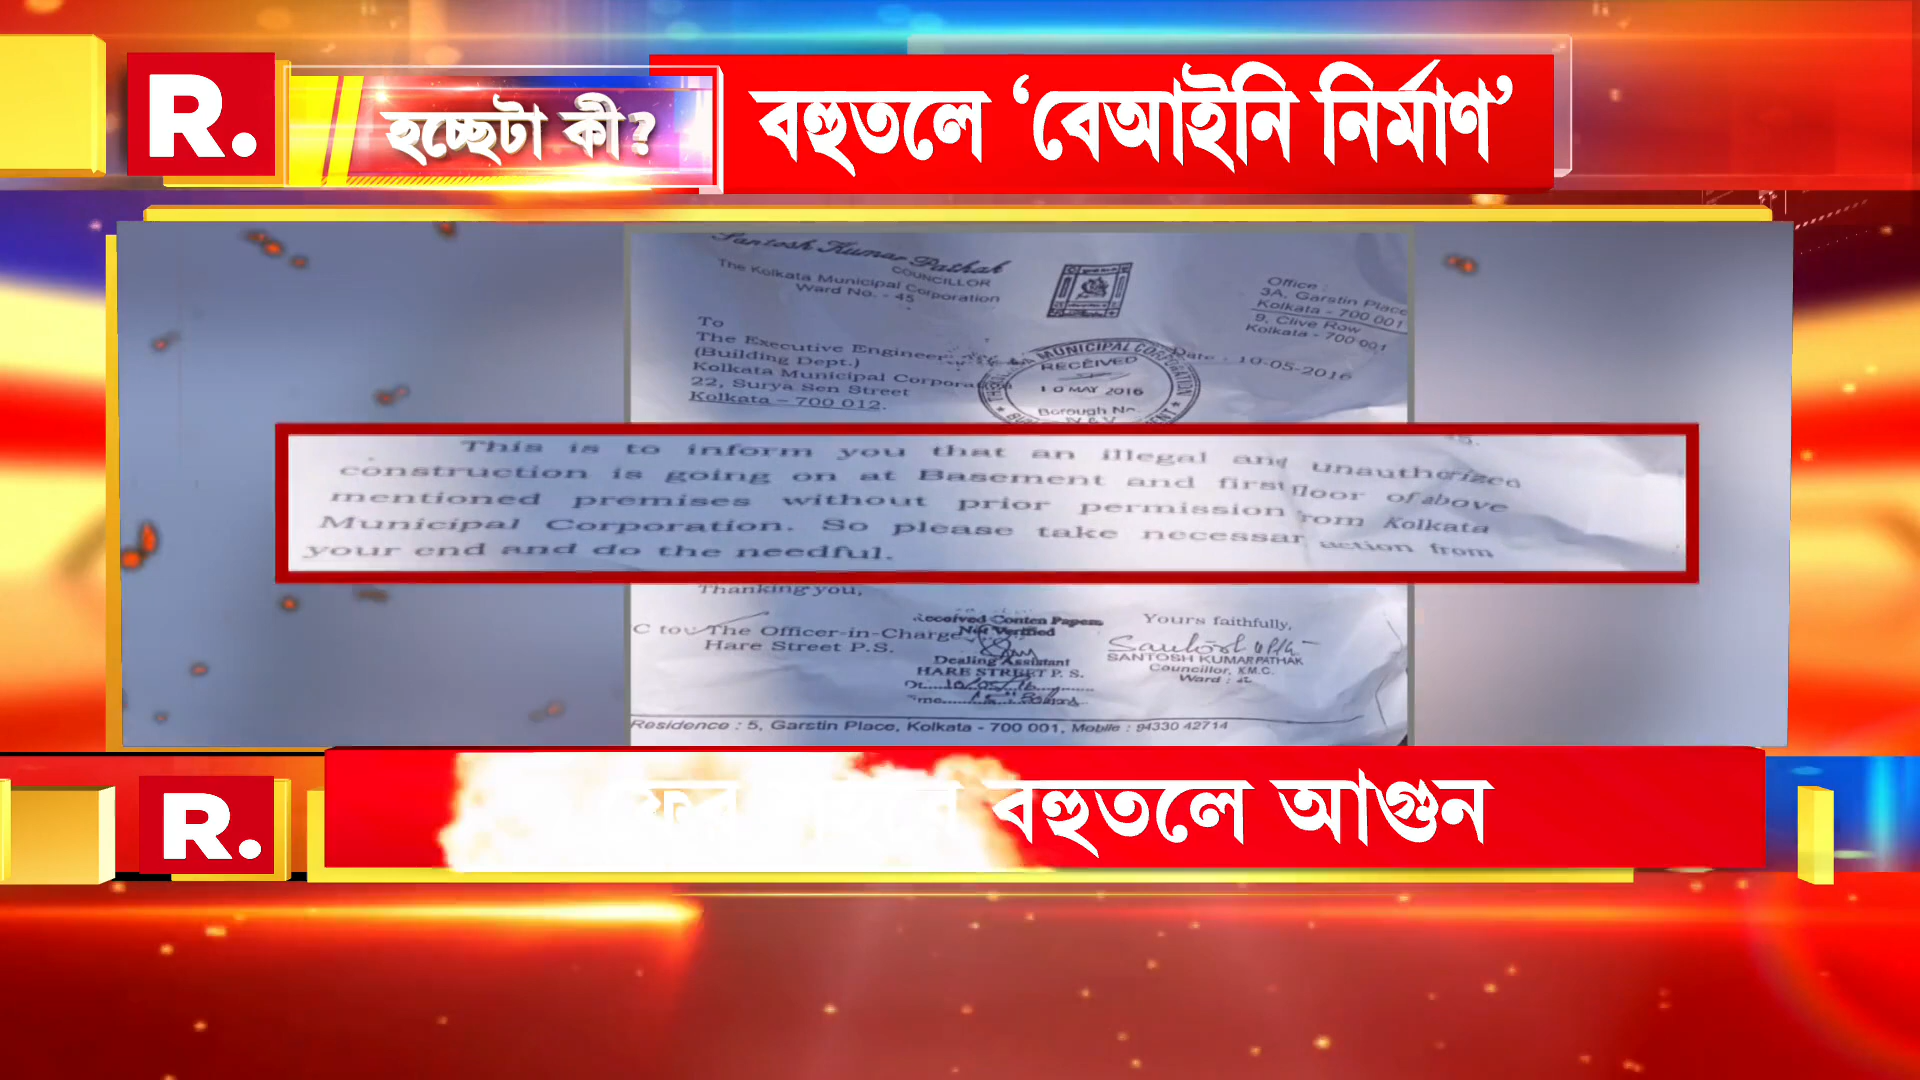 R.
হচ্ছেটা কী?
বহুতলে ‘বেআইনি নির্মাণ’
Santosh Kumar Pathak
COUNCILLOR
The Kolkata Municipal Corporation
Ward No. - 45
Office :
3A, Garstin Place
Kolkata - 700 001
9, Clive Row
Kolkata - 700 001
To
The Executive Engineer
(Building Dept.)
Kolkata Municipal Corpora
22, Surya Sen Street
Kolkata – 700 012.
MUNICIPAL CORPORATION
RECEIVED
10 MAY 2016
Borough No.
IV & V
Date - 10-05-2016
45.
This is to inform you that an illegal and unauthorized
construction is going on at Basement and first floor of above
mentioned premises without prior permission from Kolkata
Municipal Corporation. So please take necessar action from
your end and do the needful.
Thanking you,
C to The Officer-in-Charge
Hare Street P.S.
Received Conten Papers
Not Verified
Dealing Assistant
HARE STREET P. S.
10/05/16
Yours faithfully,
SANTOSH KUMAR PATHAK
Councillor, K.M.C.
Ward :
Residence : 5, Garstin Place, Kolkata - 700 001, Mobile : 94330 42714
R.
ফের বহুতলে আগুন